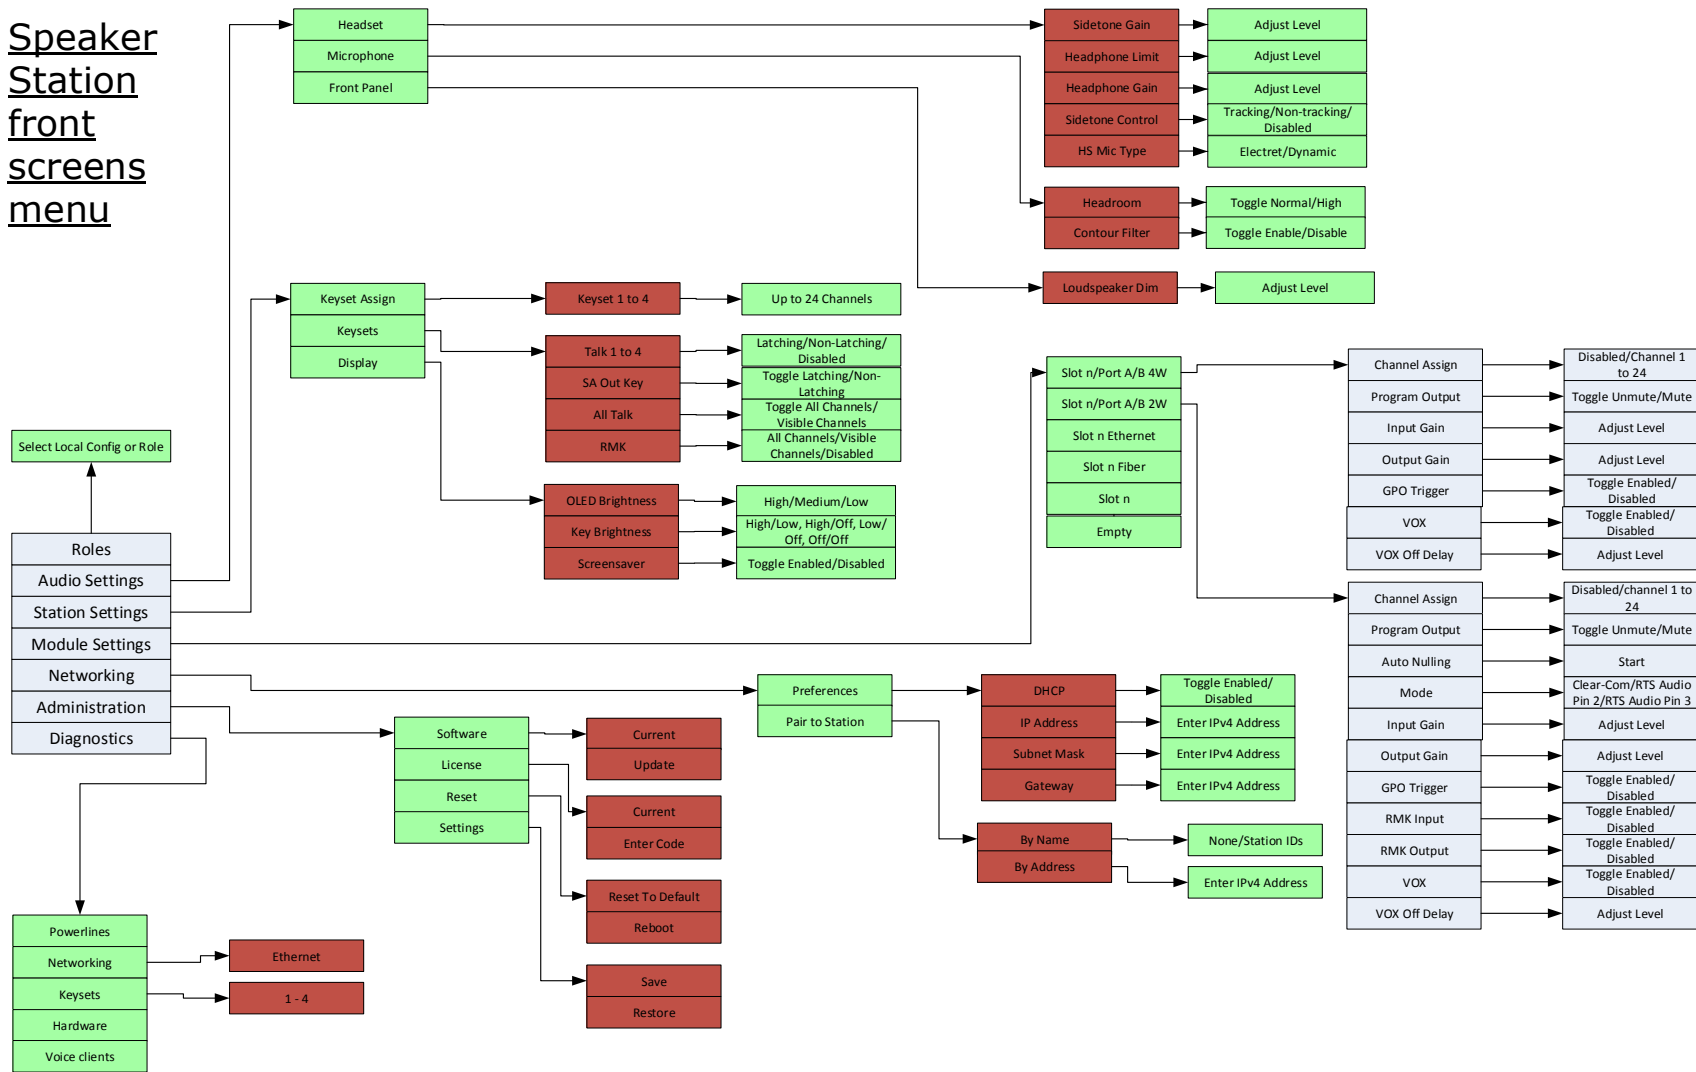 Speaker
Station
front
screens
menu
Headset
Microphone
Front Panel
Sidetone Gain
Adjust Level
Headphone Limit
Adjust Level
Headphone Gain
Adjust Level
Sidetone Control
Tracking/Non-tracking/
Disabled
HS Mic Type
Electret/Dynamic
Headroom
Toggle Normal/High
Contour Filter
Toggle Enable/Disable
Loudspeaker Dim
Adjust Level
Keyset Assign
Keysets
Display
Keyset 1 to 4
Up to 24 Channels
Talk 1 to 4
Latching/Non-Latching/
Disabled
SA Out Key
Toggle Latching/Non-
Latching
All Talk
Toggle All Channels/
Visible Channels
RMK
All Channels/Visible
Channels/Disabled
OLED Brightness
High/Medium/Low
Key Brightness
High/Low, High/Off, Low/
Off, Off/Off
Screensaver
Toggle Enabled/Disabled
Slot n/Port A/B 4W
Slot n/Port A/B 2W
Slot n Ethernet
Slot n Fiber
Slot n
Empty
Channel Assign
Disabled/Channel 1
to 24
Program Output
Toggle Unmute/Mute
Input Gain
Adjust Level
Output Gain
Adjust Level
GPO Trigger
Toggle Enabled/
Disabled
VOX
Toggle Enabled/
Disabled
VOX Off Delay
Adjust Level
Channel Assign
Disabled/channel 1 to
24
Program Output
Toggle Unmute/Mute
Auto Nulling
Start
Mode
Clear-Com/RTS Audio
Pin 2/RTS Audio Pin 3
Input Gain
Adjust Level
Output Gain
Adjust Level
GPO Trigger
Toggle Enabled/
Disabled
RMK Input
Toggle Enabled/
Disabled
RMK Output
Toggle Enabled/
Disabled
VOX
Toggle Enabled/
Disabled
VOX Off Delay
Adjust Level
Select Local Config or Role
Roles
Audio Settings
Station Settings
Module Settings
Networking
Administration
Diagnostics
Preferences
Pair to Station
DHCP
Toggle Enabled/
Disabled
IP Address
Enter IPv4 Address
Subnet Mask
Enter IPv4 Address
Gateway
Enter IPv4 Address
By Name
None/Station IDs
By Address
Enter IPv4 Address
Software
License
Reset
Settings
Current
Update
Current
Enter Code
Reset To Default
Reboot
Save
Restore
Powerlines
Networking
Keysets
Hardware
Voice clients
Ethernet
1 - 4